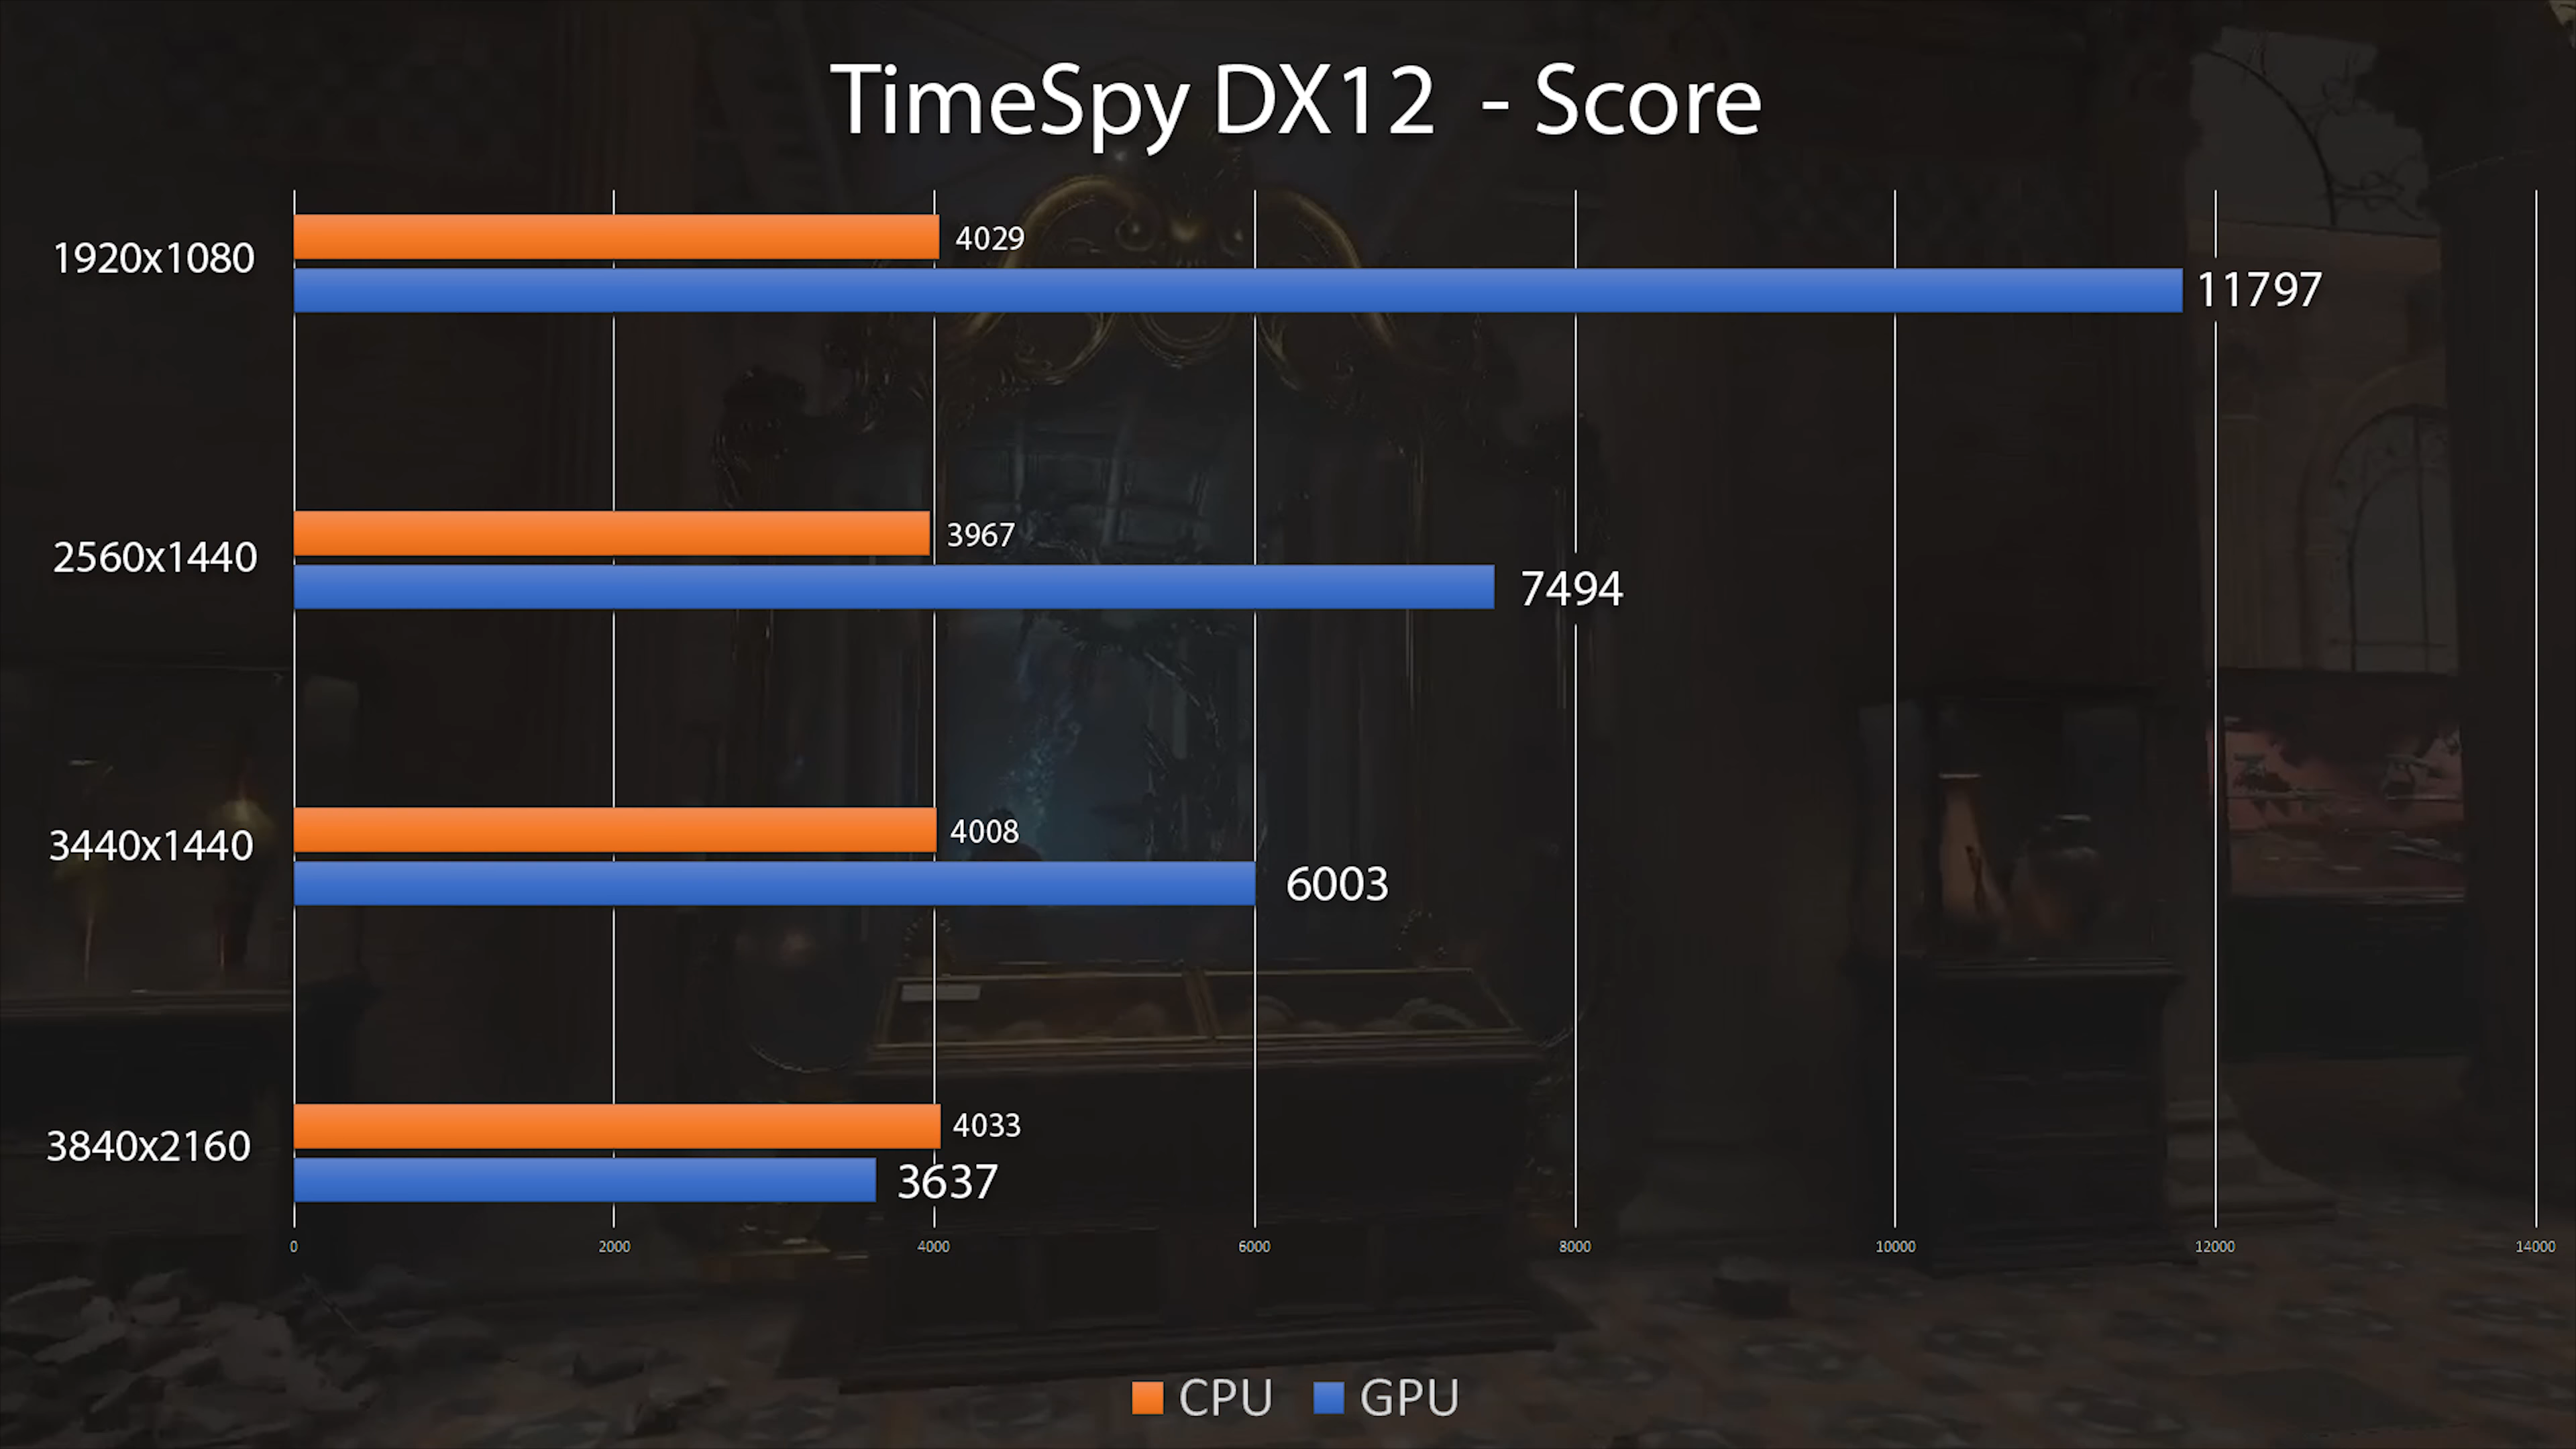 TimeSpy DX12 - Score
1920x1080
4029
11797
2560x1440
3967
7494
3440x1440
4008
6003
3840x2160
4033
3637
0 2000 4000 6000 8000 10000 12000 14000
CPU GPU